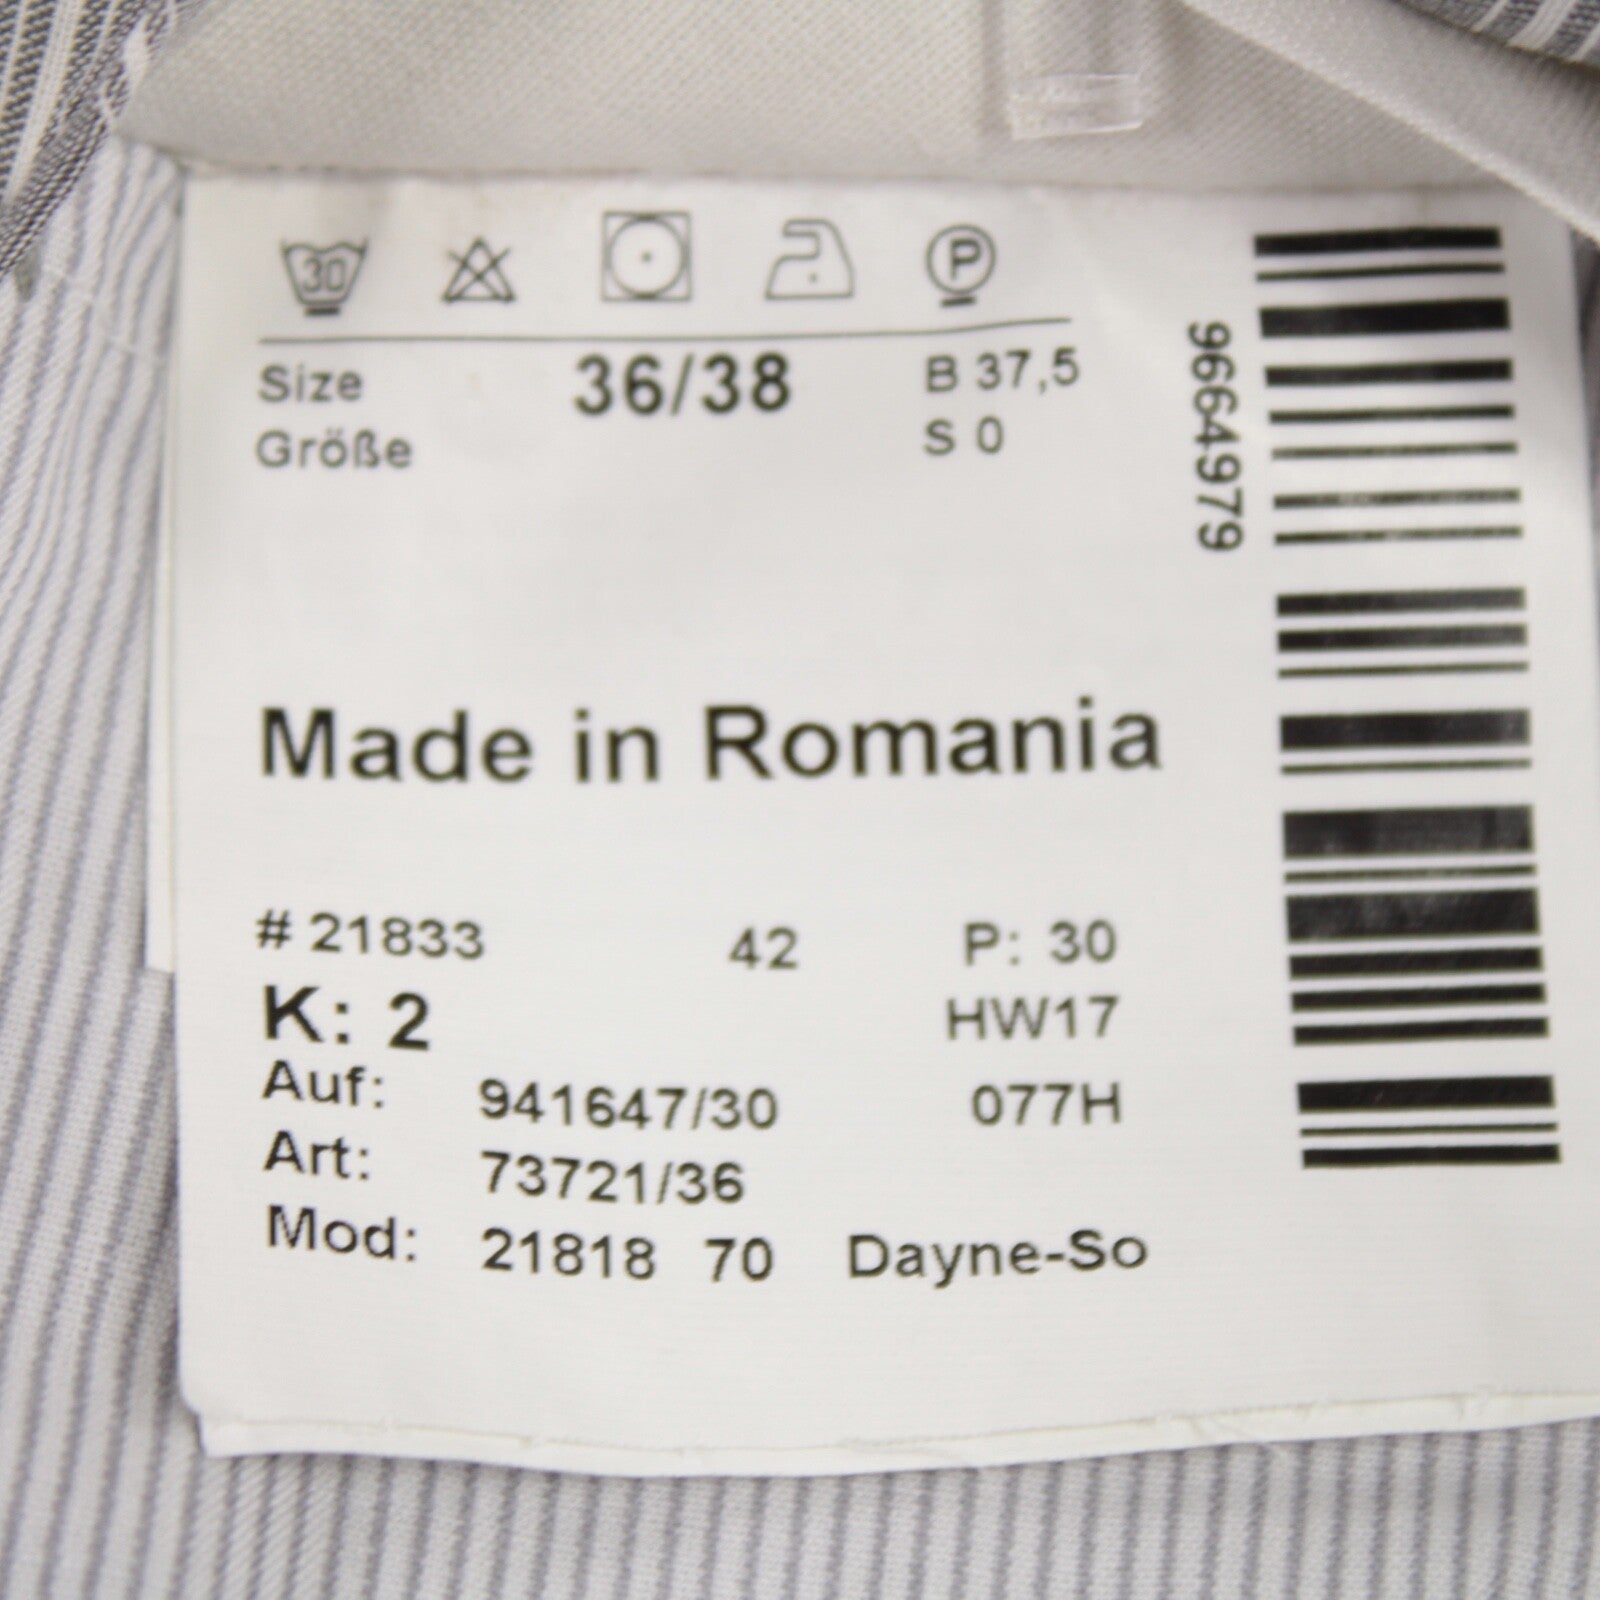 30 P
Size 36/38 B 37,5
Größe S 0
9664979
Made in Romania
# 21833 42 P: 30
K: 2 HW17
Auf: 941647/30 077H
Art: 73721/36
Mod: 21818 70 Dayne-So